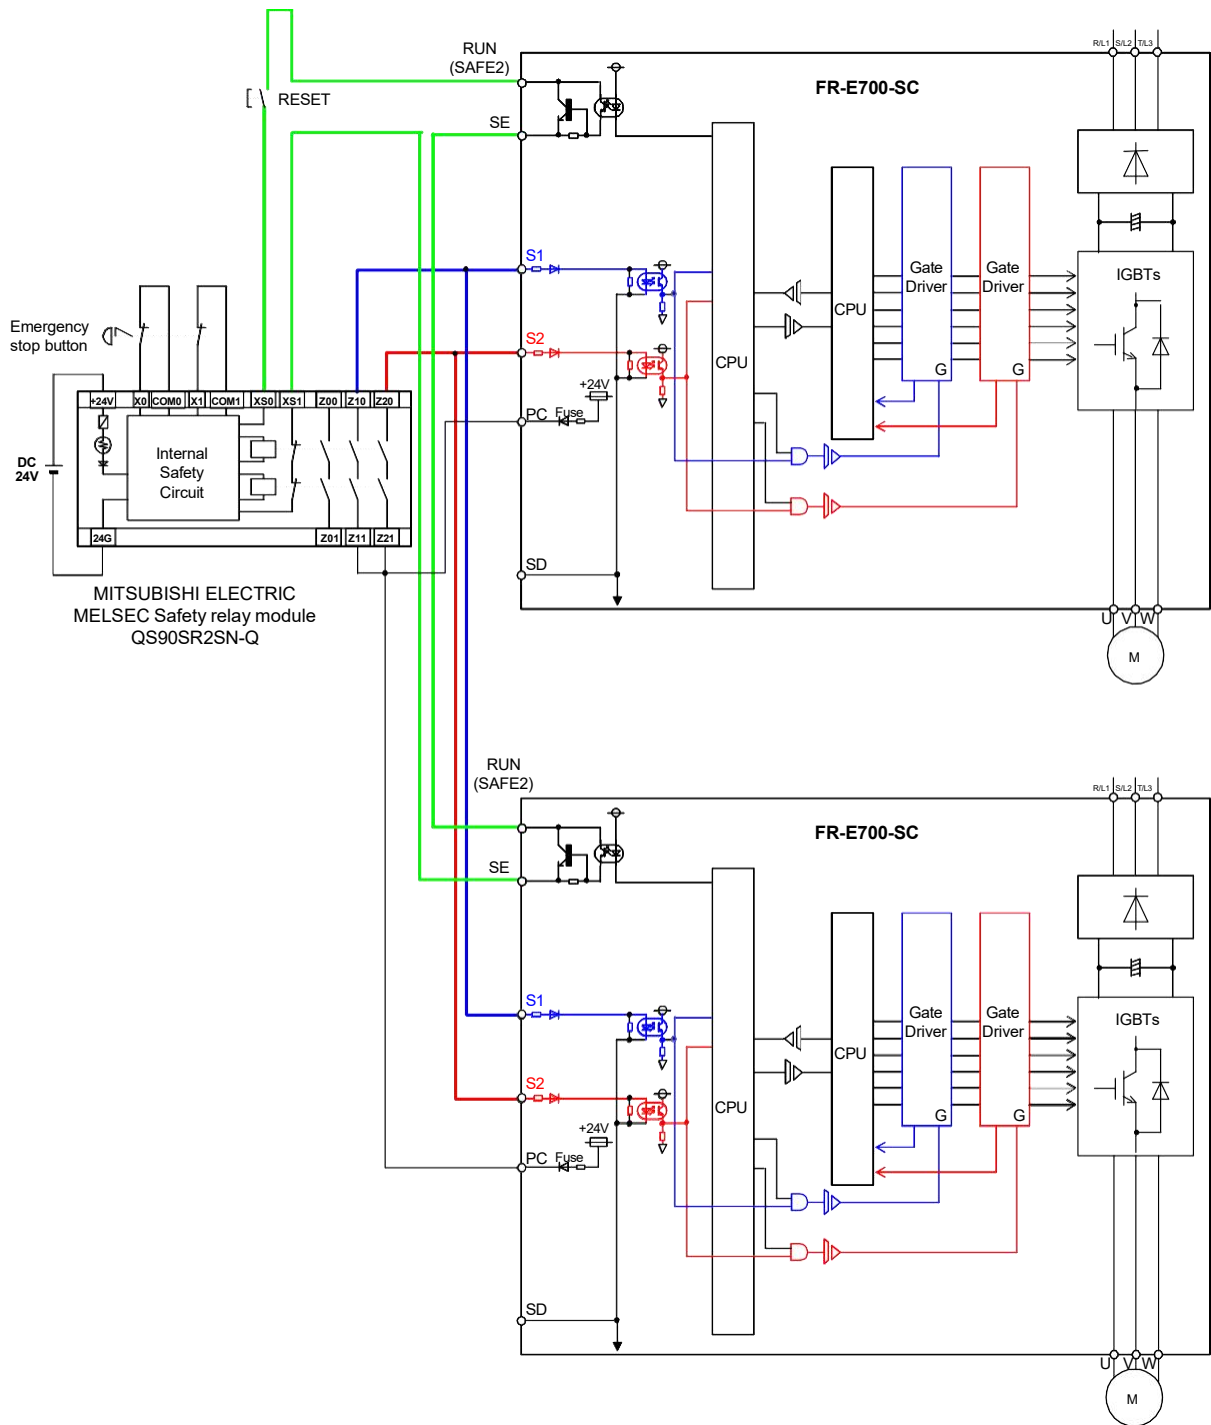 R/L1 S/L2 T/L3
RUN
(SAFE2)
FR-E700-SC
RESET
SE
S1
Gate
Driver
Gate
Driver
IGBTs
CPU
Emergency
stop button
S2
CPU
G
G
+24V
+24V X0 COM0 X1 COM1 XS0 XS1 Z00 Z10 Z20
PC Fuse
Internal
Safety
Circuit
DC
24V
24G Z01 Z11 Z21
SD
MITSUBISHI ELECTRIC
MELSEC Safety relay module
QS90SR2SN-Q
U V W
M
RUN
(SAFE2)
R/L1 S/L2 T/L3
FR-E700-SC
SE
S1
Gate
Driver
Gate
Driver
IGBTs
CPU
S2
CPU
G
G
+24V
PC Fuse
SD
U V W
M